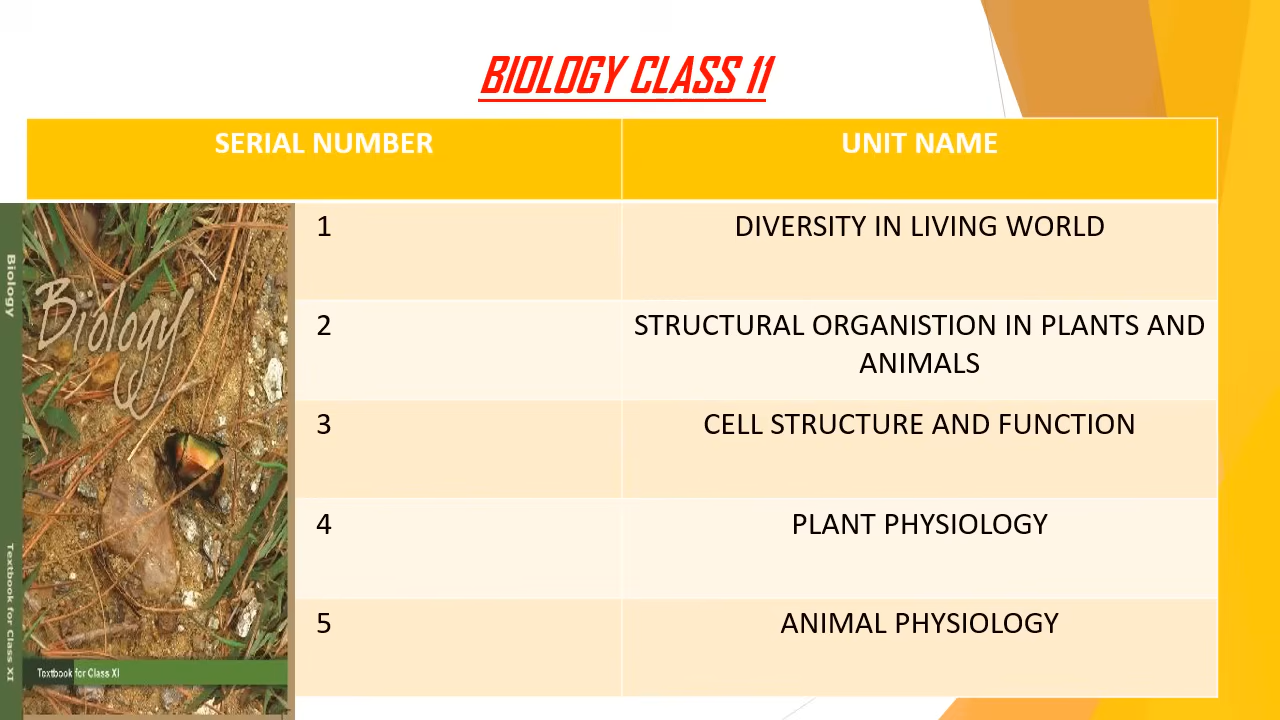 BIOLOGY CLASS 11
SERIAL NUMBER
UNIT NAME
1
DIVERSITY IN LIVING WORLD
2
STRUCTURAL ORGANISTION IN PLANTS AND
ANIMALS
3
CELL STRUCTURE AND FUNCTION
4
PLANT PHYSIOLOGY
5
ANIMAL PHYSIOLOGY
Biology
Textbook for Class XI
Biology
Textbook for Class XI